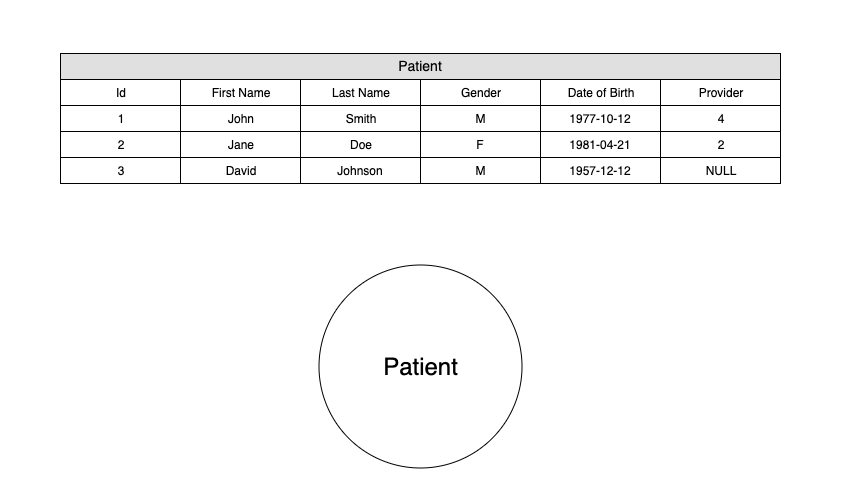 Patient
Id First Name Last Name Gender Date of Birth Provider
1 John Smith M 1977-10-12 4
2 Jane Doe F 1981-04-21 2
3 David Johnson M 1957-12-12 NULL
Patient